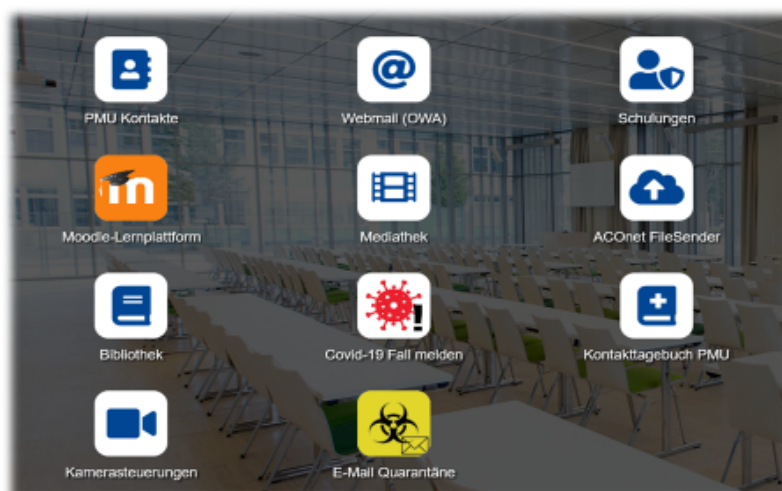 PMU Kontakte
Webmail (OWA)
Schulungen
Moodle-Lernplattform
Mediathek
ACOnet FileSender
Bibliothek
Covid-19 Fall melden
Kontakttagebuch PMU
Kamerasteuerungen
E-Mail Quarantäne